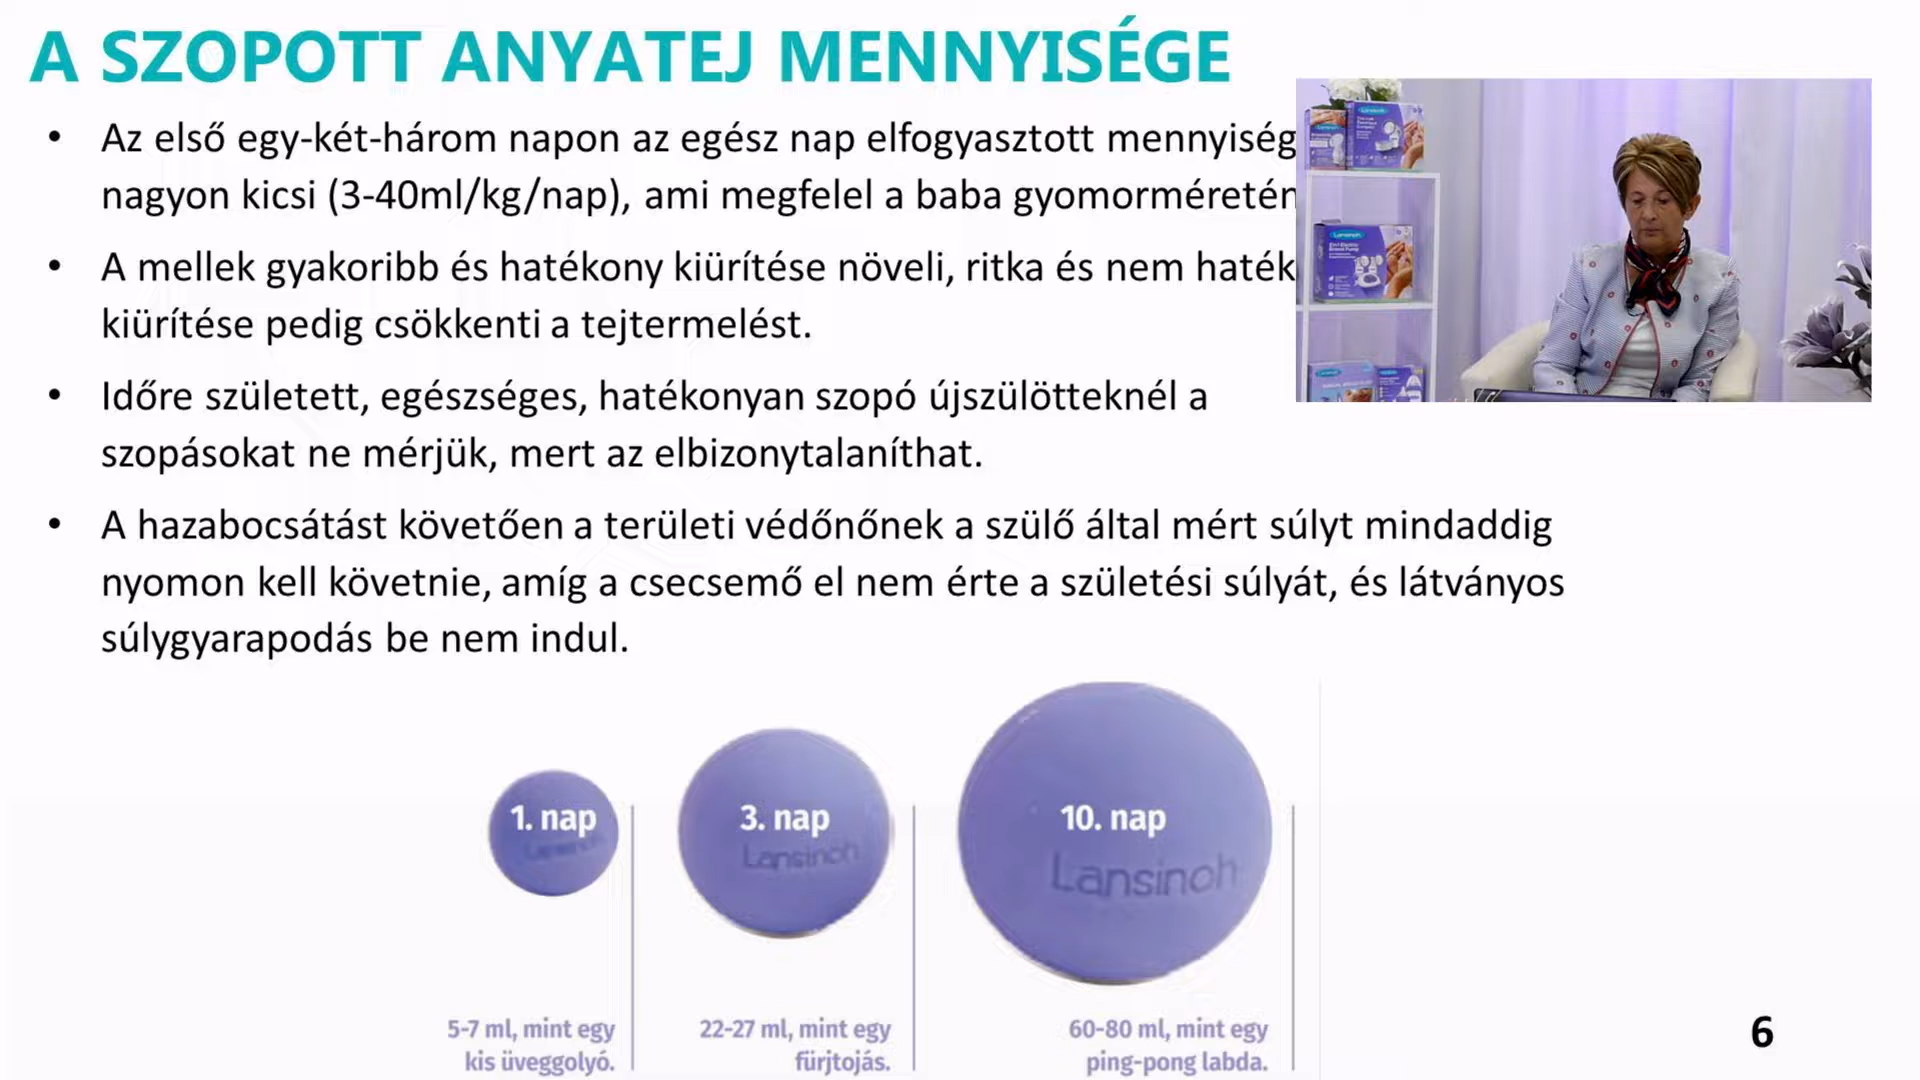 A SZOPOTT ANYATEJ MENNYISÉGE
• Az első egy-két-három napon az egész nap elfogyasztott mennyiség
nagyon kicsi (3-40ml/kg/nap), ami megfelel a baba gyomorméretén
• A mellek gyakoribb és hatékony kiürítése növeli, ritka és nem haték
kiürítése pedig csökkenti a tejtermelést.
• Időre született, egészséges, hatékonyan szopó újszülötteknél a
szopásokat ne mérjük, mert az elbizonytalaníthat.
• A hazabocsátást követően a területi védőnőnek a szülő által mért súlyt mindaddig
nyomon kell követnie, amíg a csecsemő el nem érte a születési súlyát, és látványos
súlygyarapodás be nem indul.
1. nap
Lansinoh
5-7 ml, mint egy
kis üveggolyó.
3. nap
Lansinoh
22-27 ml, mint egy
fürjtojás.
10. nap
Lansinoh
60-80 ml, mint egy
ping-pong labda.
6
Lansinoh
Lansinoh